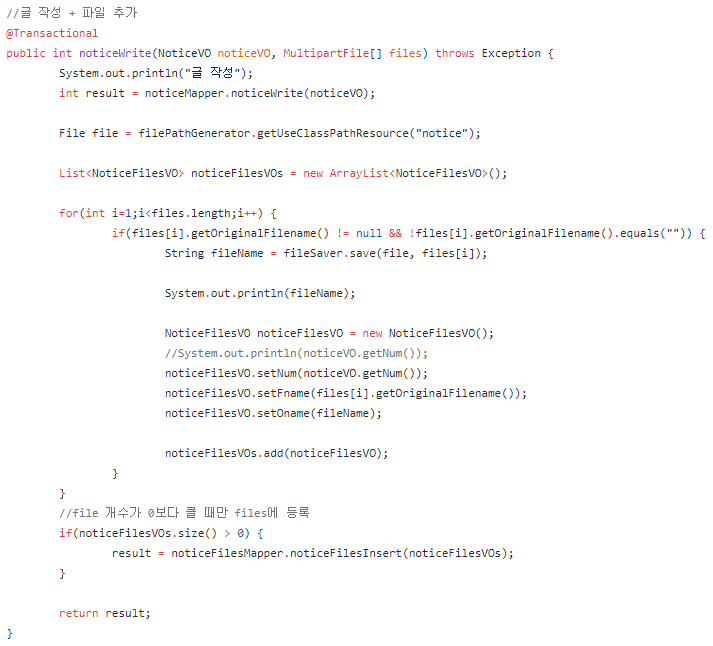 //글 작성 + 파일 추가
@Transactional
public int noticeWrite(NoticeVO noticeVO, MultipartFile[] files) throws Exception {
System.out.println("글 작성");
int result = noticeMapper.noticeWrite(noticeVO);
File file = filePathGenerator.getUseClassPathResource("notice");
List<NoticeFilesVO> noticeFilesVOs = new ArrayList<NoticeFilesVO>();
for(int i=1;i<files.length;i++) {
if(files[i].getOriginalFilename() != null && !files[i].getOriginalFilename().equals("")) {
String fileName = fileSaver.save(file, files[i]);
System.out.println(fileName);
NoticeFilesVO noticeFilesVO = new NoticeFilesVO();
//System.out.println(noticeVO.getNum());
noticeFilesVO.setNum(noticeVO.getNum());
noticeFilesVO.setFname(files[i].getOriginalFilename());
noticeFilesVO.setOname(fileName);
noticeFilesVOs.add(noticeFilesVO);
}
}
//file 개수가 0보다 클 때만 files에 등록
if(noticeFilesVOs.size() > 0) {
result = noticeFilesMapper.noticeFilesInsert(noticeFilesVOs);
}
return result;
}